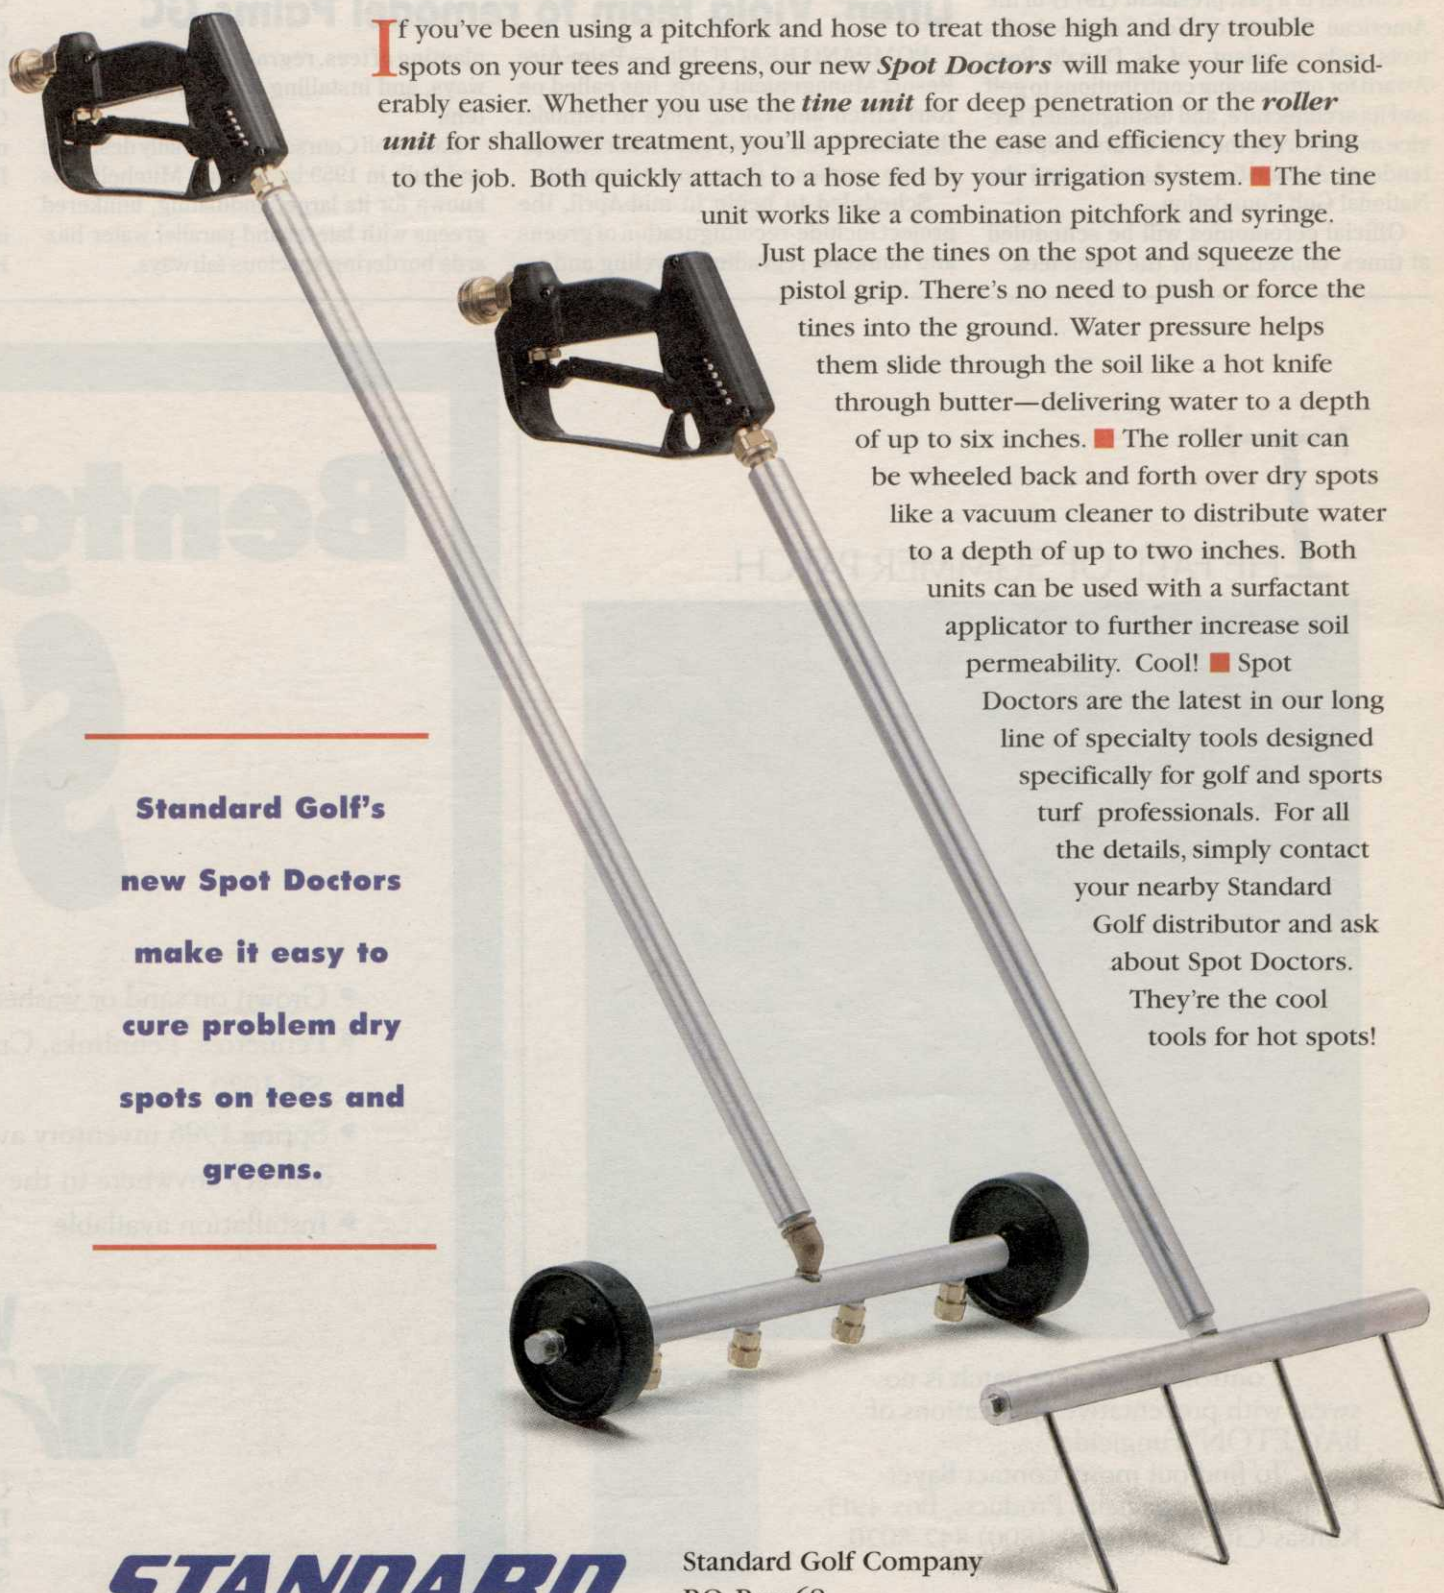 If you've been using a pitchfork and hose to treat those high and dry trouble
spots on your tees and greens, our new Spot Doctors will make your life consid-
erably easier. Whether you use the tine unit for deep penetration or the roller
unit for shallower treatment, you'll appreciate the ease and efficiency they bring
to the job. Both quickly attach to a hose fed by your irrigation system. ■ The tine
unit works like a combination pitchfork and syringe.
Just place the tines on the spot and squeeze the
pistol grip. There's no need to push or force the
tines into the ground. Water pressure helps
them slide through the soil like a hot knife
through butter—delivering water to a depth
of up to six inches. ■ The roller unit can
be wheeled back and forth over dry spots
like a vacuum cleaner to distribute water
to a depth of up to two inches. Both
units can be used with a surfactant
applicator to further increase soil
permeability. Cool! ■ Spot
Doctors are the latest in our long
line of specialty tools designed
specifically for golf and sports
turf professionals. For all
the details, simply contact
your nearby Standard
Golf distributor and ask
about Spot Doctors.
They're the cool
tools for hot spots!
Standard Golf's
new Spot Doctors
make it easy to
cure problem dry
spots on tees and
greens.
STANDARD
Standard Golf Company